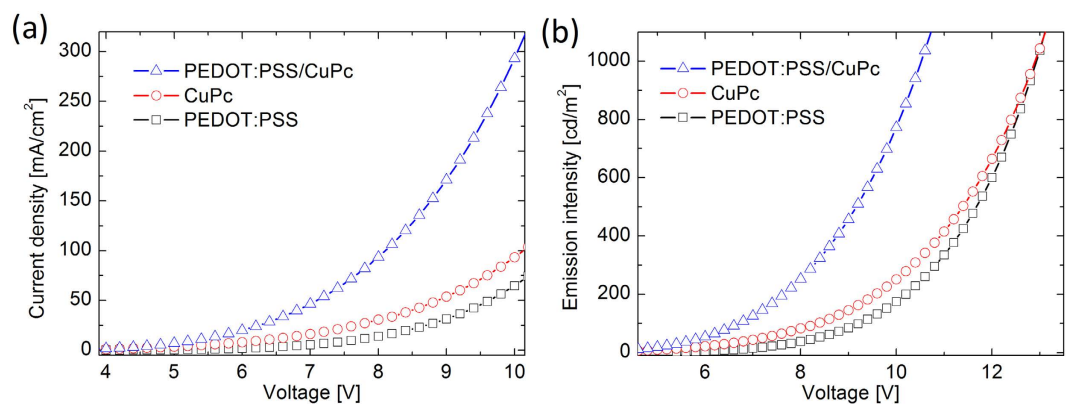 (a)
Current density [mA/cm²]
300
250
200
150
100
50
0
PEDOT:PSS/CuPc
CuPc
PEDOT:PSS
4 5 6 7 8 9 10
Voltage [V]
(b)
Emission intensity [cd/m²]
1000
800
600
400
200
0
PEDOT:PSS/CuPc
CuPc
PEDOT:PSS
6 8 10 12
Voltage [V]